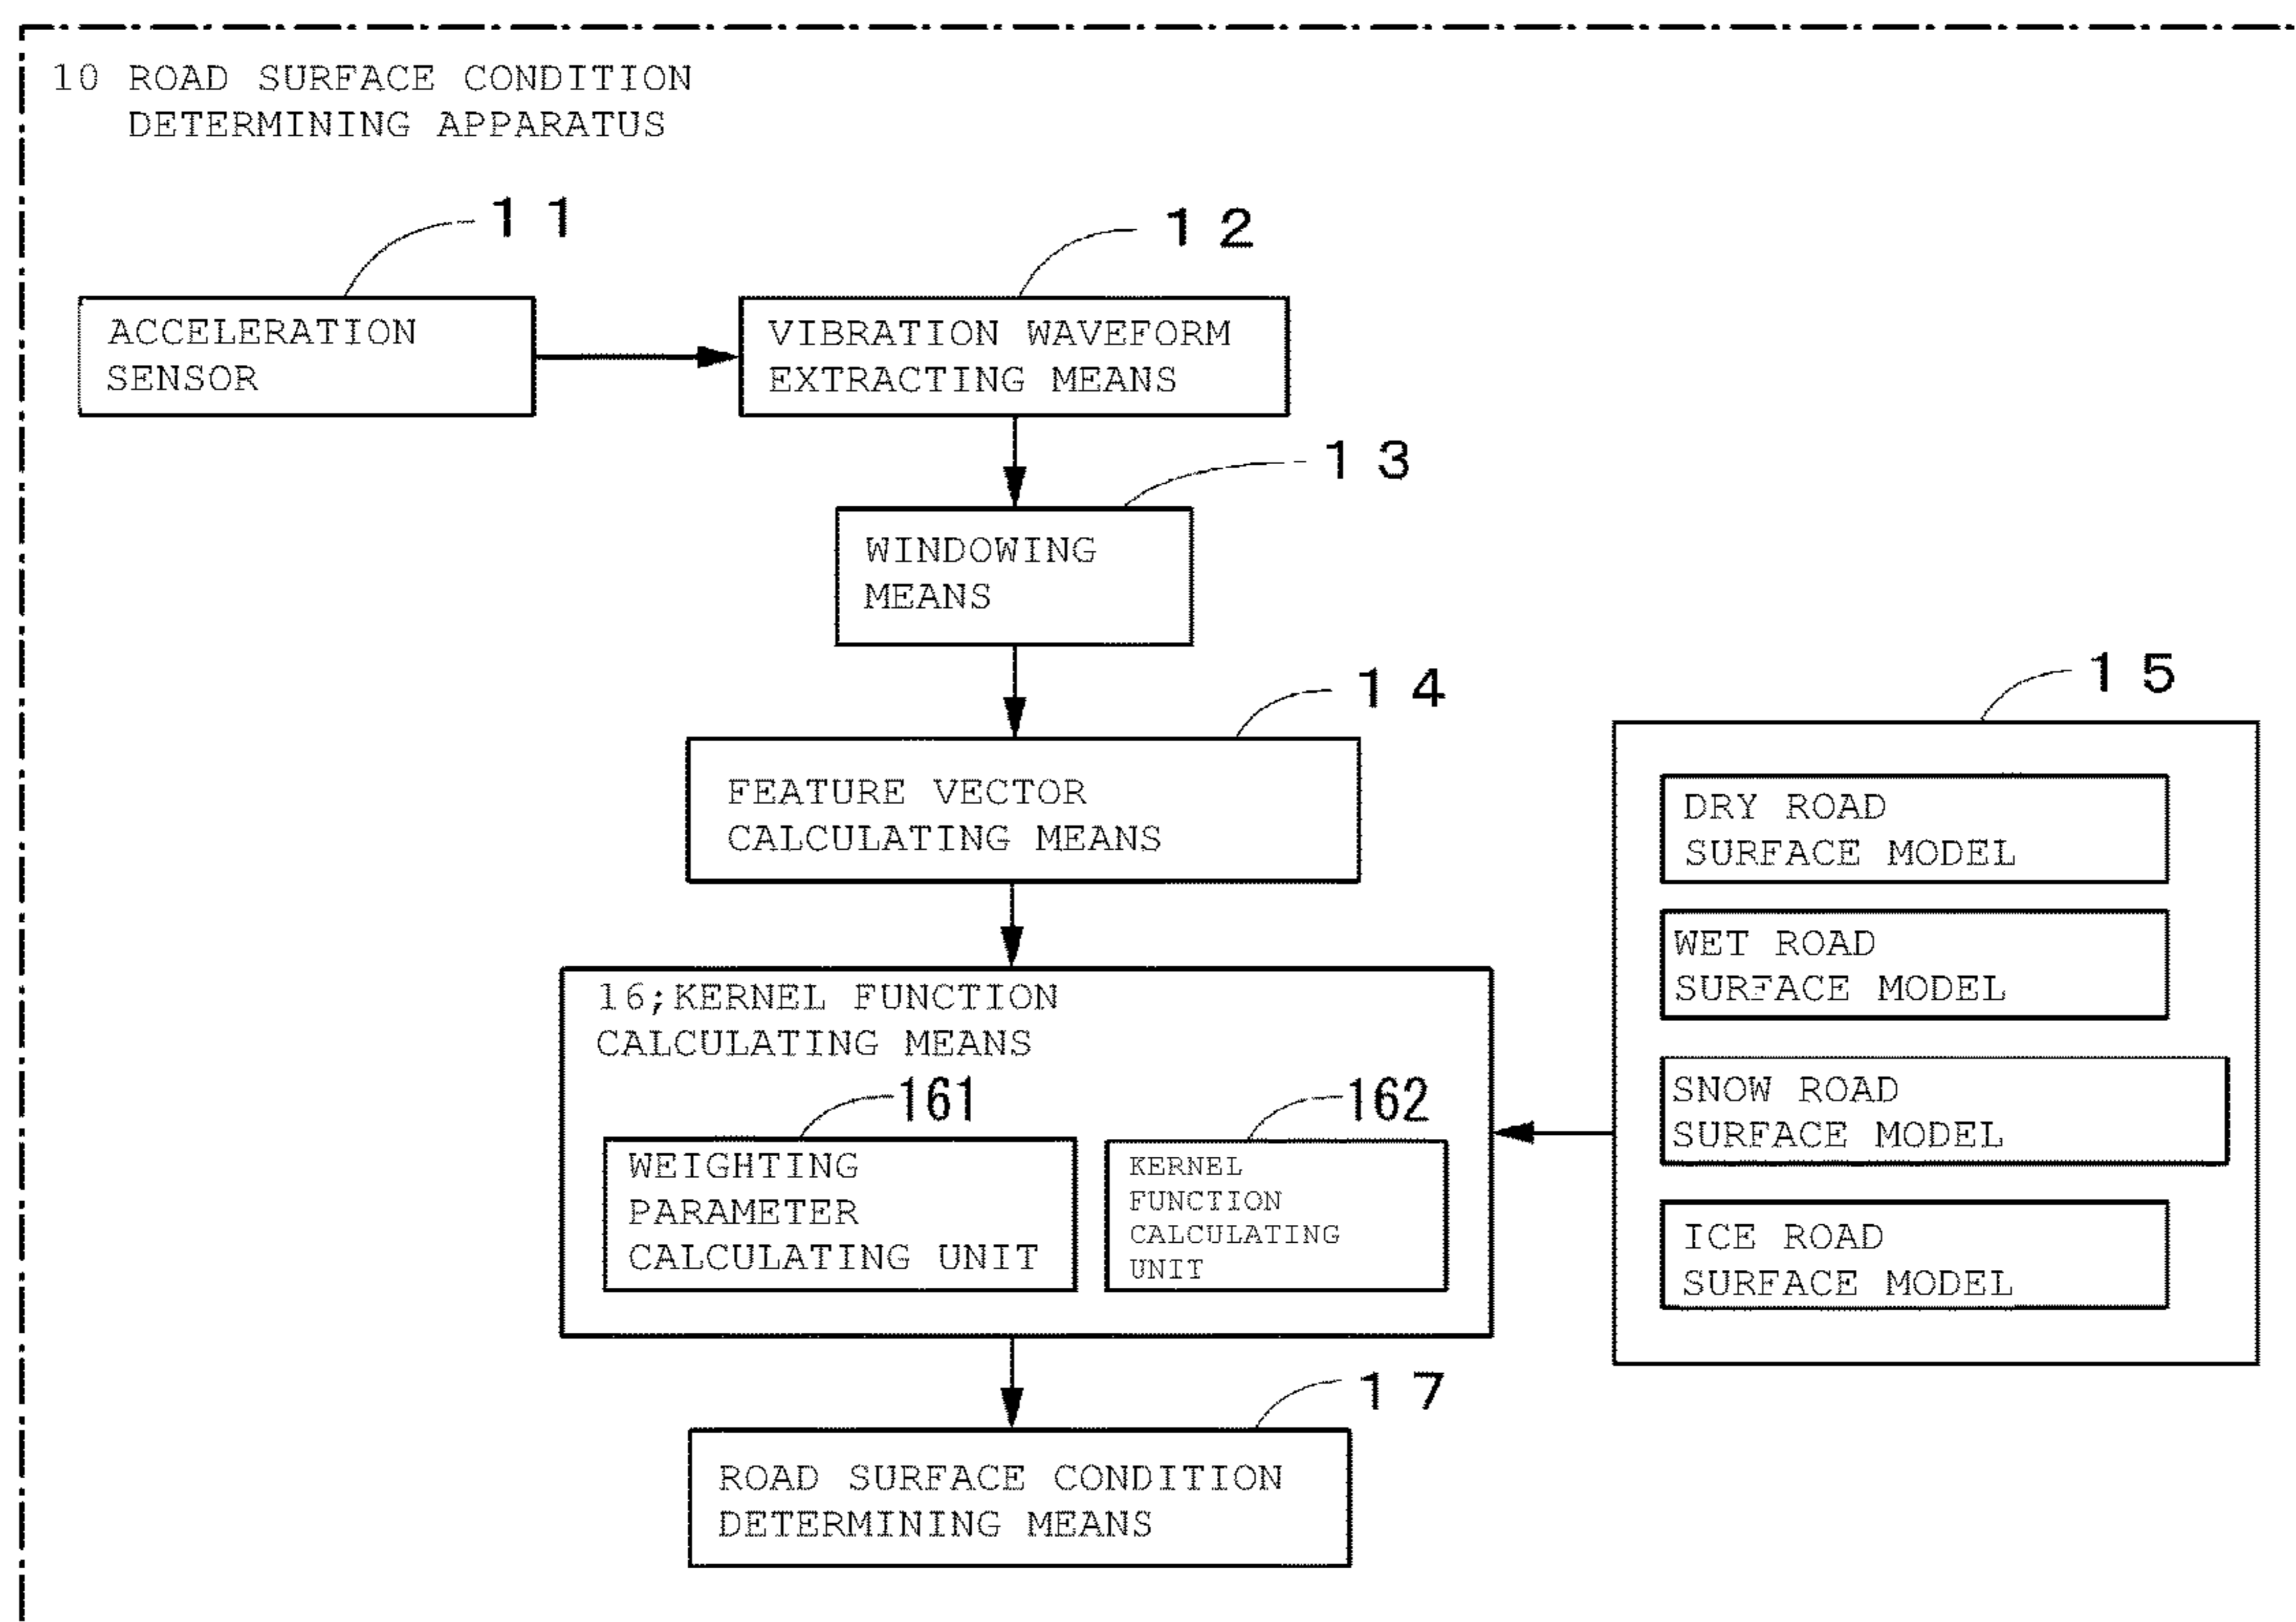 10 ROAD SURFACE CONDITION
DETERMINING APPARATUS
11
12
ACCELERATION
SENSOR
VIBRATION WAVEFORM
EXTRACTING MEANS
13
WINDOWING
MEANS
14
FEATURE VECTOR
CALCULATING MEANS
15
DRY ROAD
SURFACE MODEL
WET ROAD
SURFACE MODEL
SNOW ROAD
SURFACE MODEL
ICE ROAD
SURFACE MODEL
16;KERNEL FUNCTION
CALCULATING MEANS
161
WEIGHTING
PARAMETER
CALCULATING UNIT
162
KERNEL
FUNCTION
CALCULATING
UNIT
17
ROAD SURFACE CONDITION
DETERMINING MEANS